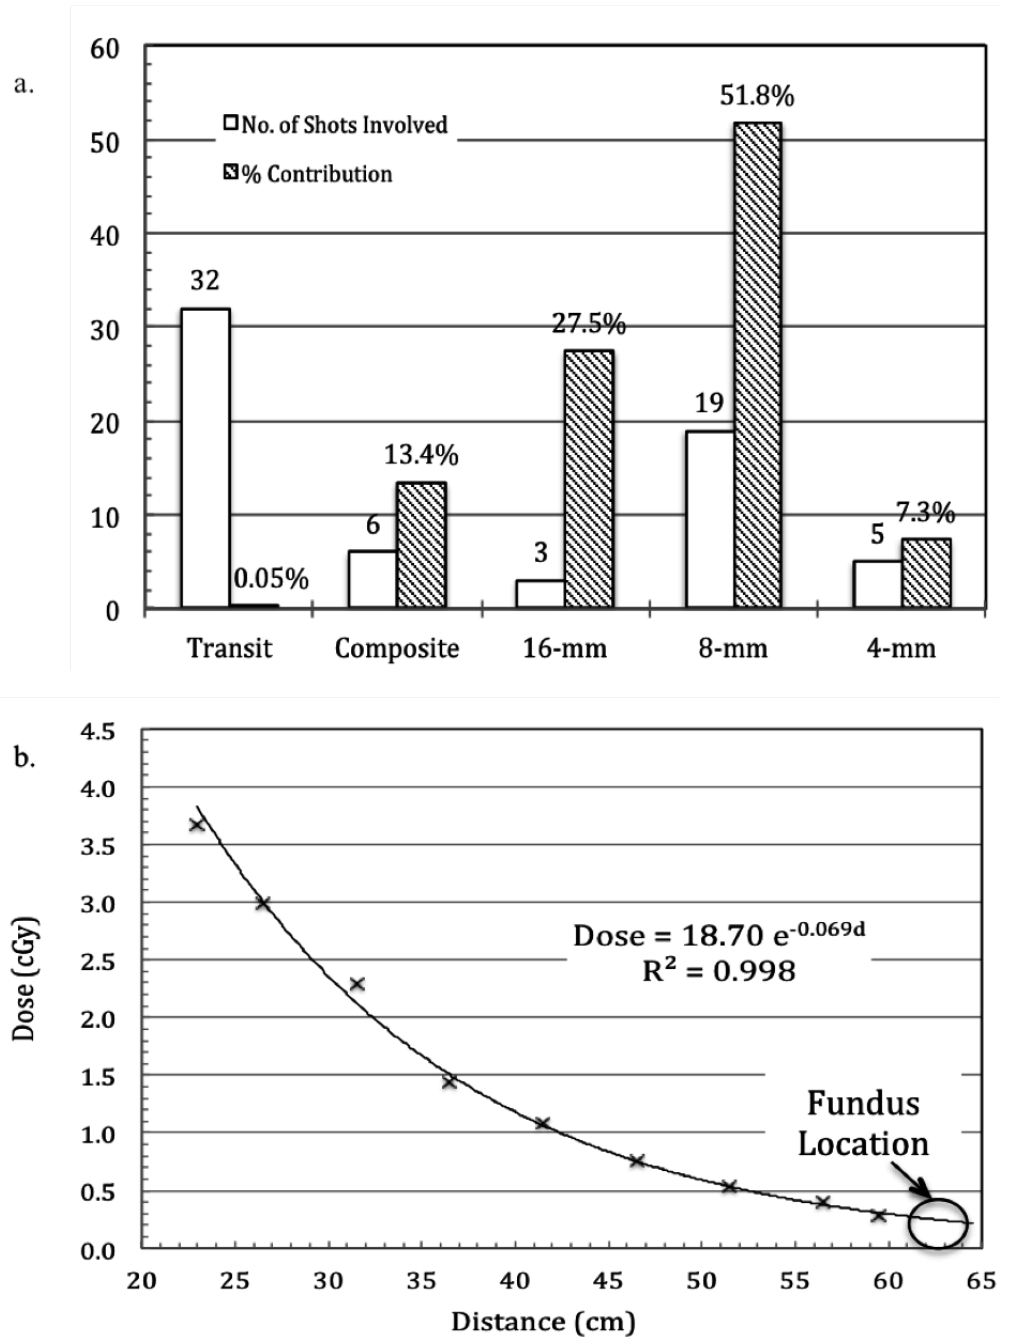 a.
60
50
40
30
20
10
0
No. of Shots Involved
% Contribution
32
0.05%
6
13.4%
3
27.5%
19
51.8%
5
7.3%
Transit Composite 16-mm 8-mm 4-mm
b.
4.5
4.0
3.5
3.0
2.5
2.0
1.5
1.0
0.5
0.0
Dose (cGy)
Dose = 18.70 e^-0.069d
R² = 0.998
Fundus
Location
20 25 30 35 40 45 50 55 60 65
Distance (cm)